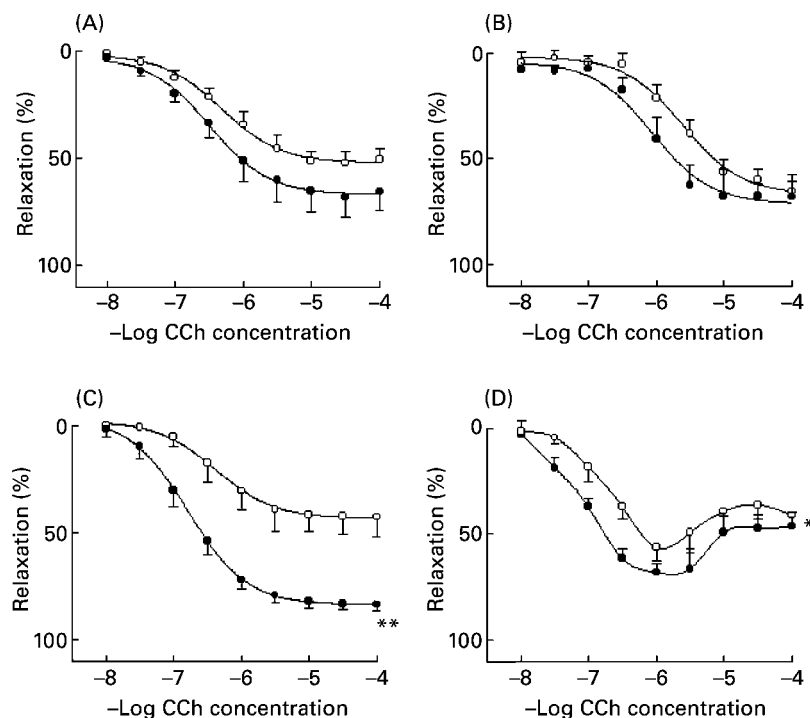 (A)
0
50
100
Relaxation (%)
–8 –7 –6 –5 –4
–Log CCh concentration
(B)
0
50
100
Relaxation (%)
–8 –7 –6 –5 –4
–Log CCh concentration
(C)
0
50
100
Relaxation (%)
**
–8 –7 –6 –5 –4
–Log CCh concentration
(D)
0
50
100
Relaxation (%)
*
–8 –7 –6 –5 –4
–Log CCh concentration